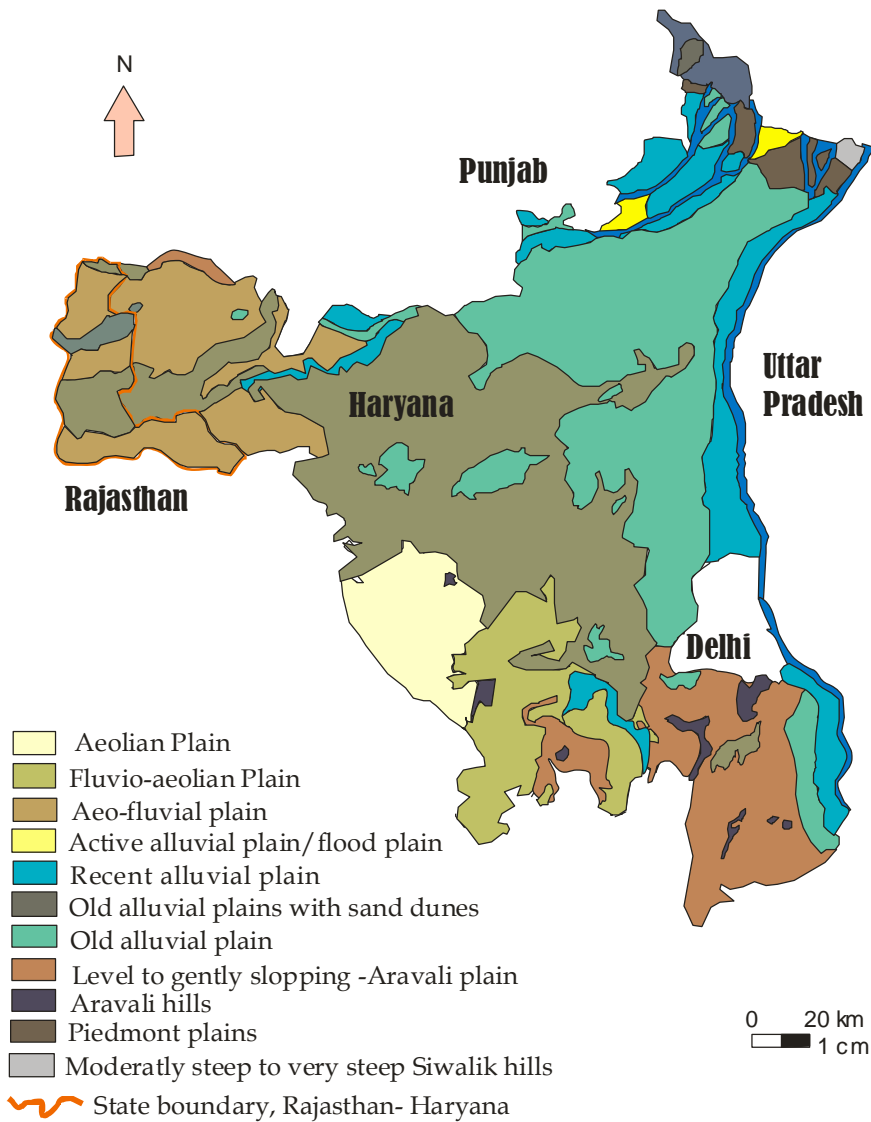 N
Punjab
Uttar
Pradesh
Haryana
Rajasthan
Delhi
Aeolian Plain
Fluvio-aeolian Plain
Aeo-fluvial plain
Active alluvial plain/flood plain
Recent alluvial plain
Old alluvial plains with sand dunes
Old alluvial plain
Level to gently slopping -Aravali plain
Aravali hills
Piedmont plains
Moderatly steep to very steep Siwalik hills
State boundary, Rajasthan- Haryana
0 20 km
1 cm